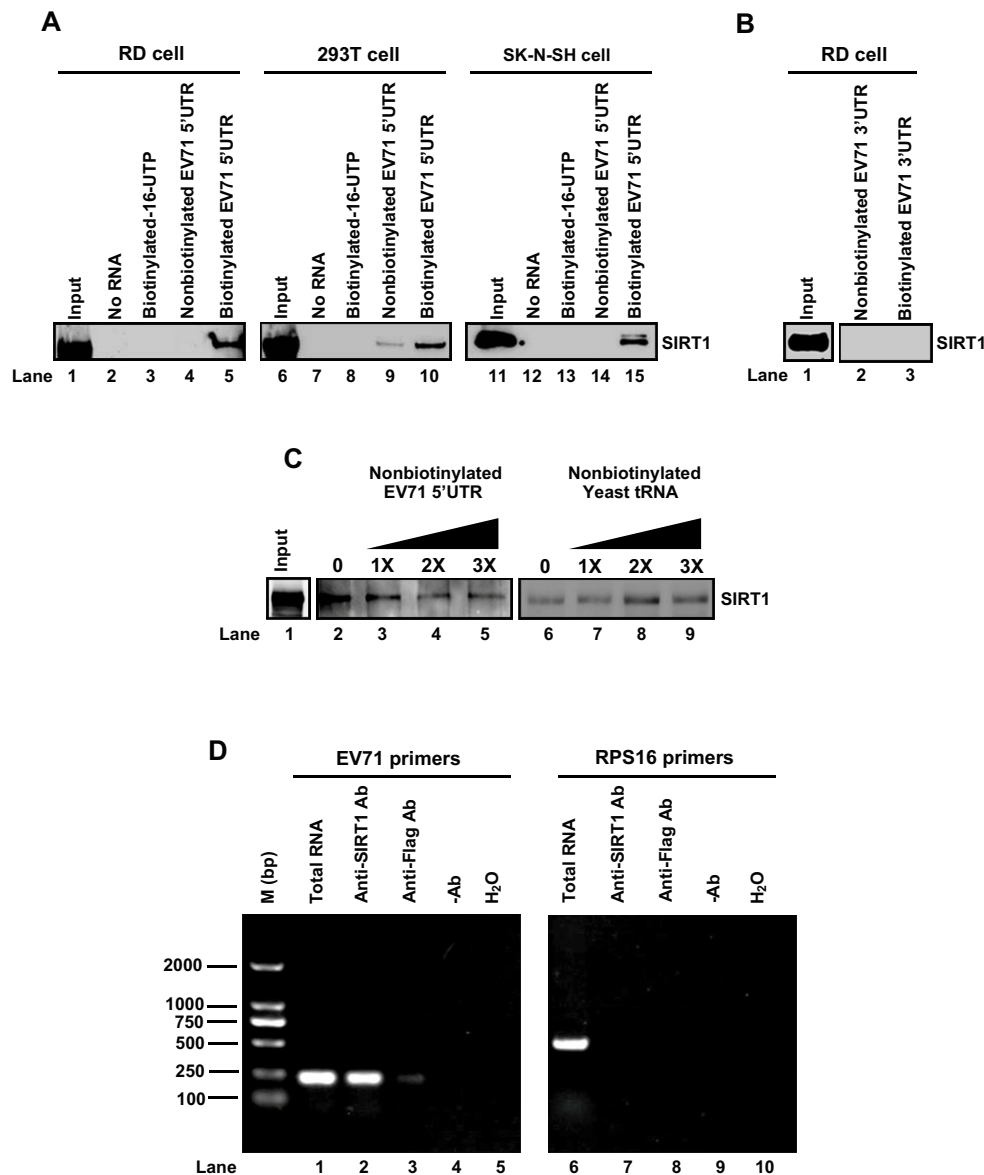 A
B
RD cell
293T cell
SK-N-SH cell
RD cell
Input
No RNA
Biotinylated-16-UTP
Nonbiotinylated EV71 5'UTR
Biotinylated EV71 5'UTR
Input
No RNA
Biotinylated-16-UTP
Nonbiotinylated EV71 5'UTR
Biotinylated EV71 5'UTR
Input
No RNA
Biotinylated-16-UTP
Nonbiotinylated EV71 5'UTR
Biotinylated EV71 5'UTR
Input
Nonbiotinylated EV71 3'UTR
Biotinylated EV71 3'UTR
SIRT1
SIRT1
Lane 1 2 3 4 5 6 7 8 9 10 11 12 13 14 15
Lane 1 2 3
C
Nonbiotinylated
EV71 5'UTR
Nonbiotinylated
Yeast tRNA
Input
0 1X 2X 3X 0 1X 2X 3X
SIRT1
Lane 1 2 3 4 5 6 7 8 9
D
EV71 primers
RPS16 primers
M (bp)
Total RNA
Anti-SIRT1 Ab
Anti-Flag Ab
-Ab
H2O
Total RNA
Anti-SIRT1 Ab
Anti-Flag Ab
-Ab
H2O
2000
1000
750
500
250
100
Lane 1 2 3 4 5 6 7 8 9 10